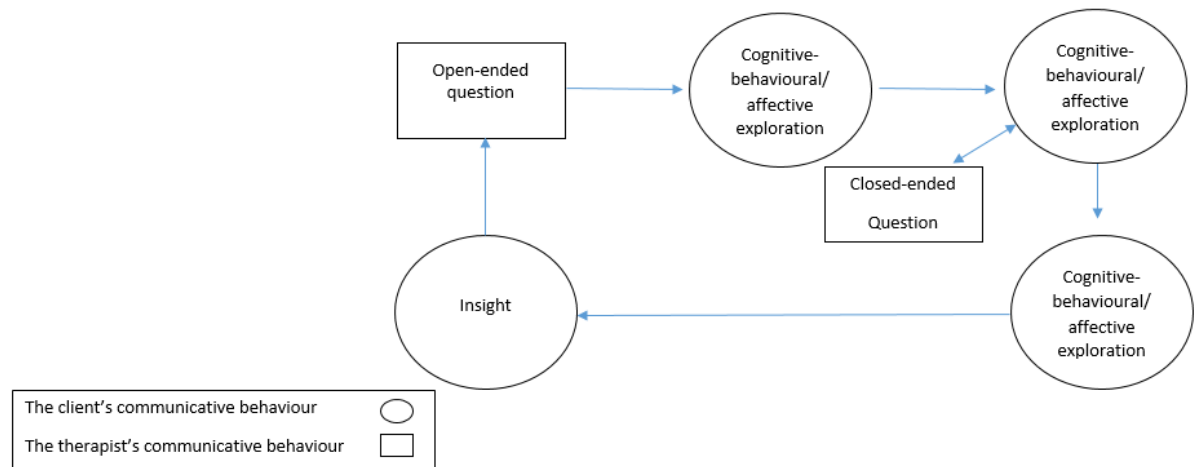 Open-ended
question
Cognitive-
behavioural/
affective
exploration
Cognitive-
behavioural/
affective
exploration
Closed-ended
Question
Cognitive-
behavioural/
affective
exploration
Insight
The client's communicative behaviour
The therapist's communicative behaviour